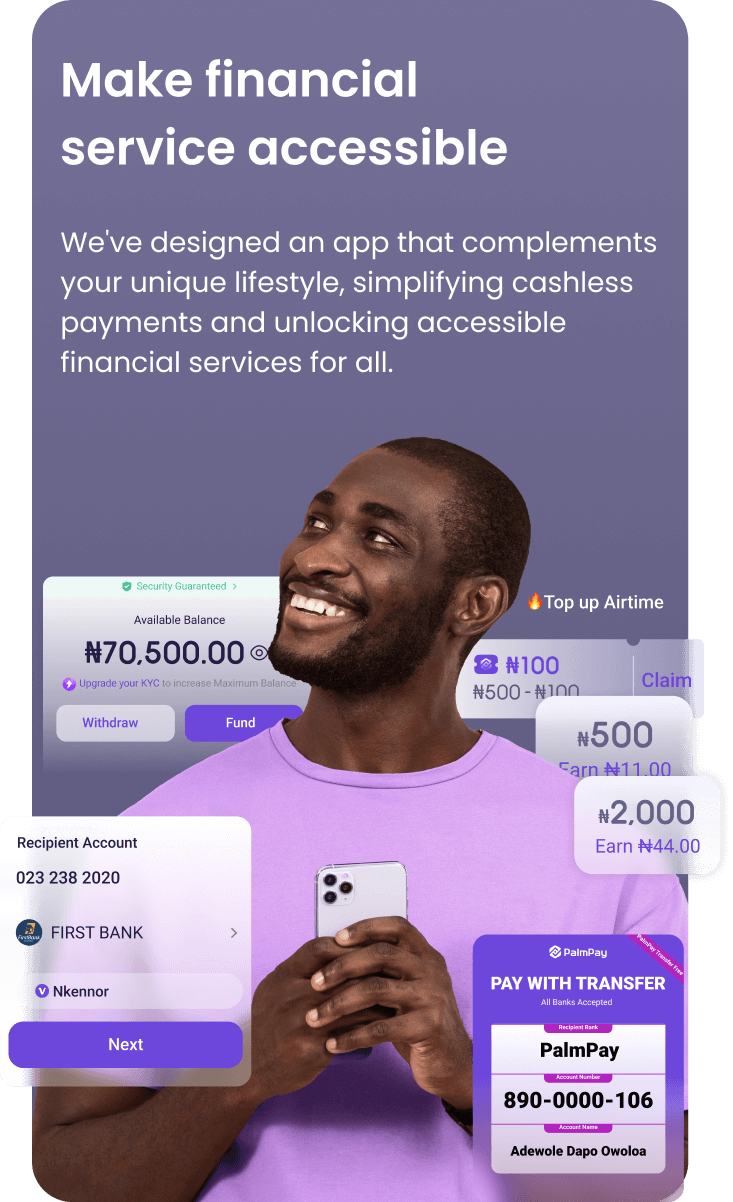 Make financial
service accessible
We've designed an app that complements
your unique lifestyle, simplifying cashless
payments and unlocking accessible
financial services for all.
Security Guaranteed >
Available Balance
₦70,500.00
Upgrade your KYC to increase Maximum Balance
Withdraw
Fund
🔥Top up Airtime
₦100
₦500 - ₦100
Claim
₦500
Earn ₦11.00
₦2,000
Earn ₦44.00
Recipient Account
023 238 2020
FirstBank
FIRST BANK >
V Nkennor
Next
PalmPay
PalmPay Transfer Free
PAY WITH TRANSFER
All Banks Accepted
Recipient Bank
PalmPay
Account Number
890-0000-106
Account Name
Adewole Dapo Owoloa